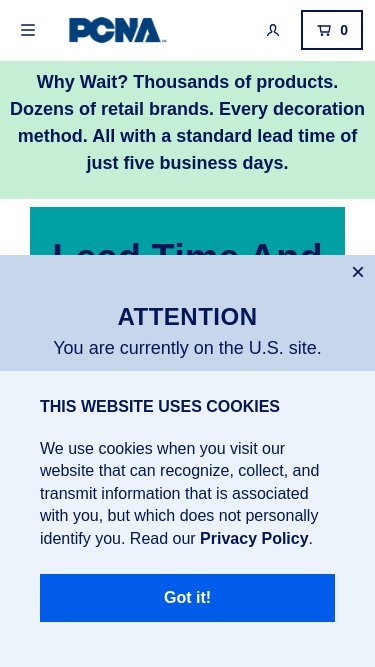 PCNA
0
Why Wait? Thousands of products.
Dozens of retail brands. Every decoration
method. All with a standard lead time of
just five business days.
Lead Time And
ATTENTION
You are currently on the U.S. site.
THIS WEBSITE USES COOKIES
We use cookies when you visit our
website that can recognize, collect, and
transmit information that is associated
with you, but which does not personally
identify you. Read our Privacy Policy.
Got it!